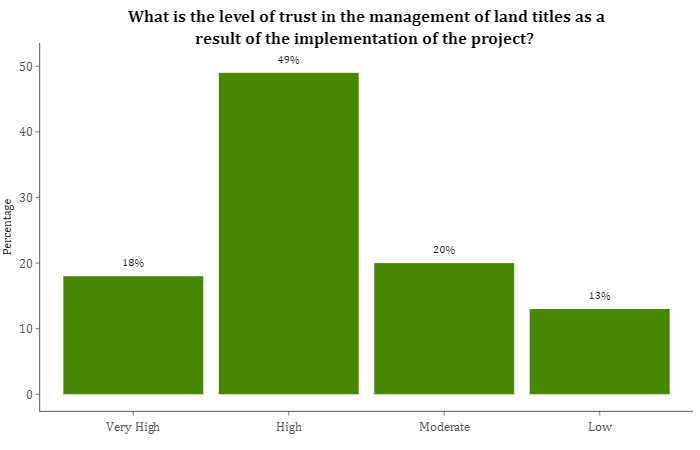 What is the level of trust in the management of land titles as a
result of the implementation of the project?
Percentage
50
40
30
20
10
0
18%
49%
20%
13%
Very High
High
Moderate
Low